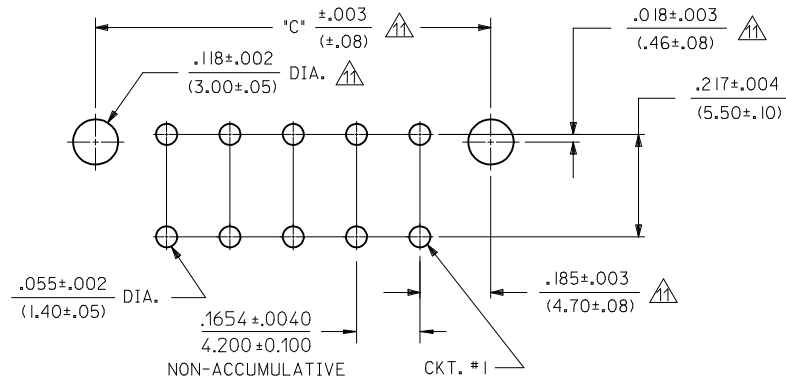 "C" ±.003
(±.08) 11
.018±.003
(.46±.08) 11
.118±.002 DIA. 11
(3.00±.05)
.217±.004
(5.50±.10)
.055±.002 DIA.
(1.40±.05)
.185±.003
(4.70±.08) 11
.1654±.0040
4.200±0.100
NON-ACCUMULATIVE
CKT. #1